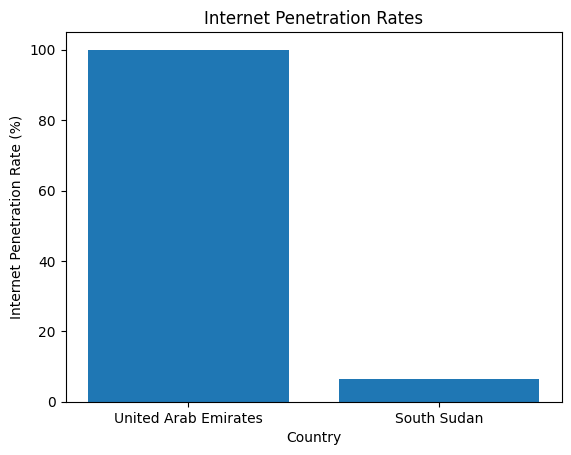 Internet Penetration Rates
Internet Penetration Rate (%)
100
80
60
40
20
0
United Arab Emirates
South Sudan
Country